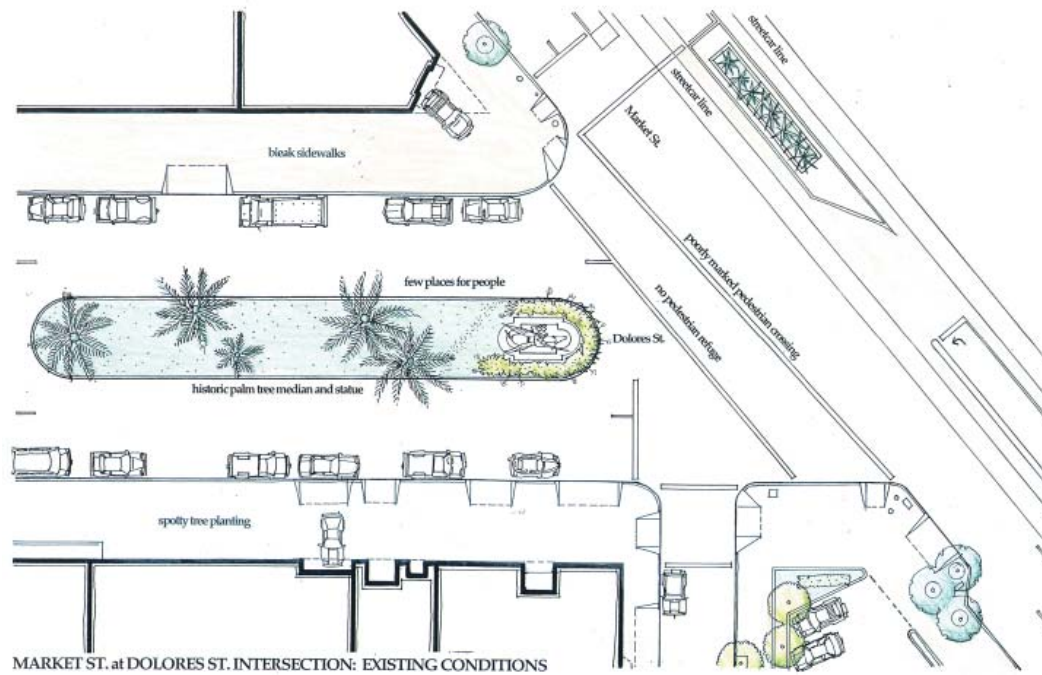 streetcar line
streetcar line
Market St.
bleak sidewalks
few places for people
poorly marked pedestrian crossing
no pedestrian refuge
Dolores St.
historic palm tree median and statue
spotty tree planting
MARKET ST. at DOLORES ST. INTERSECTION: EXISTING CONDITIONS